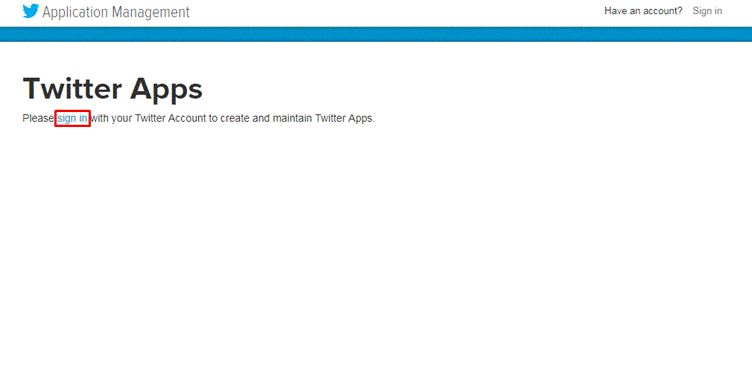 Application Management
Have an account? Sign in
Twitter Apps
Please sign in with your Twitter Account to create and maintain Twitter Apps.